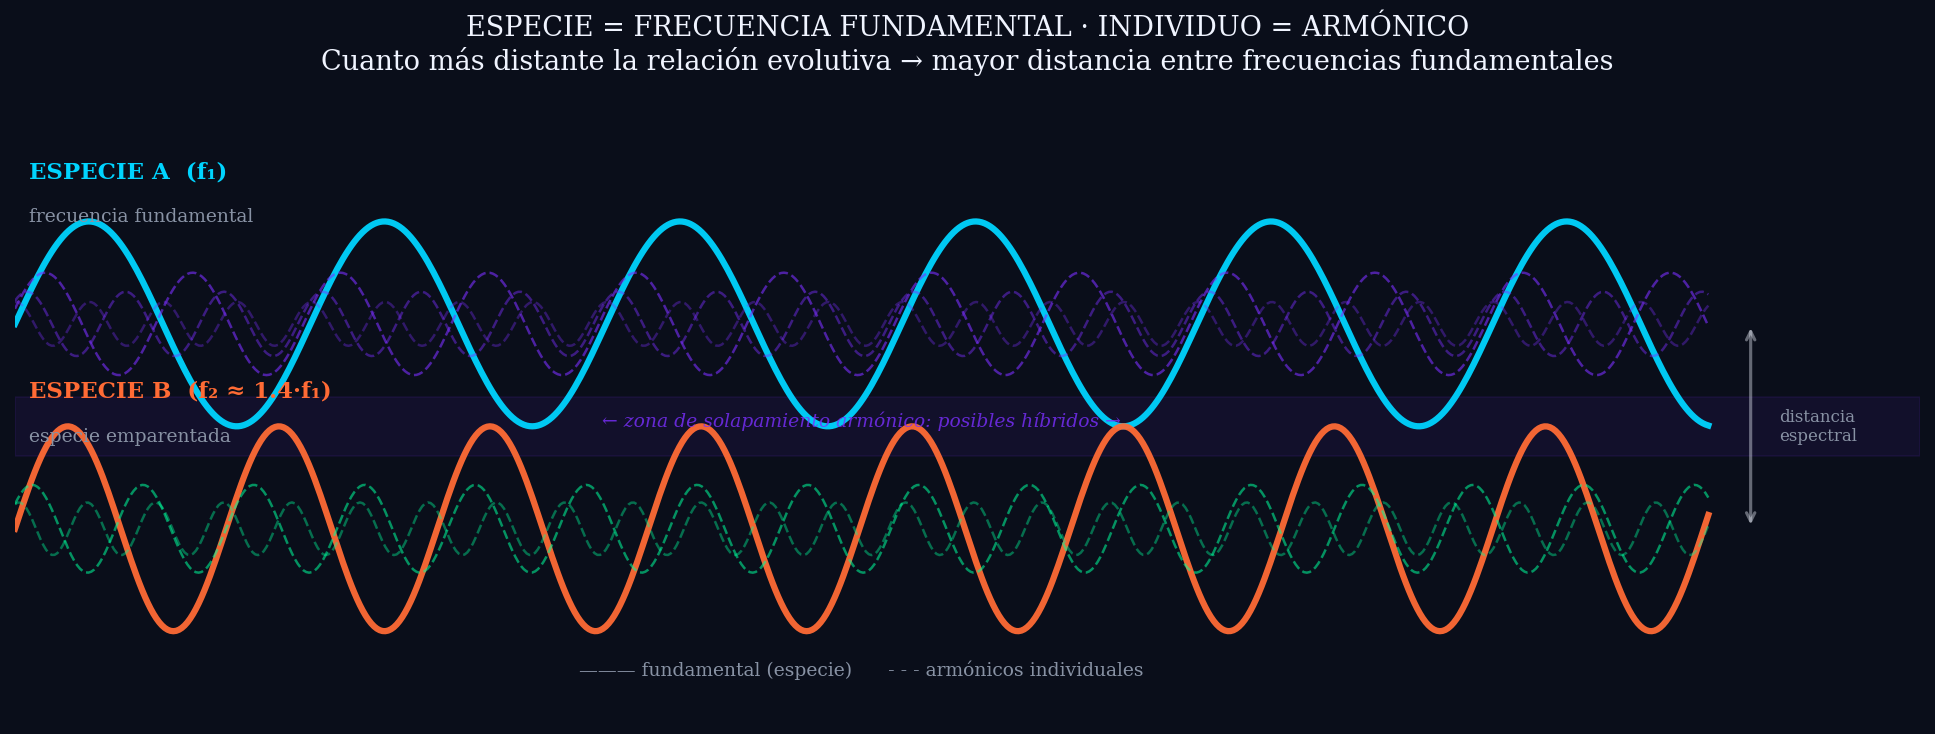 ESPECIE = FRECUENCIA FUNDAMENTAL · INDIVIDUO = ARMÓNICO
Cuanto más distante la relación evolutiva → mayor distancia entre frecuencias fundamentales
ESPECIE A (f₁)
frecuencia fundamental
ESPECIE B (f₂ ≈ 1.4·f₁)
especie emparentada
← zona de solapamiento armónico: posibles híbridos →
distancia
espectral
——— fundamental (especie) - - - armónicos individuales